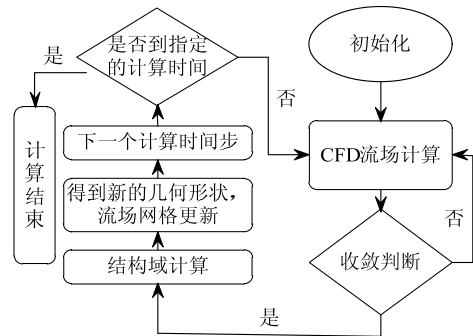 是
是否到指定
的计算时间
初始化
否
下一个计算时间步
CFD流场计算
计
算
结
束
得到新的几何形状，
流场网格更新
否
收敛判断
结构域计算
是